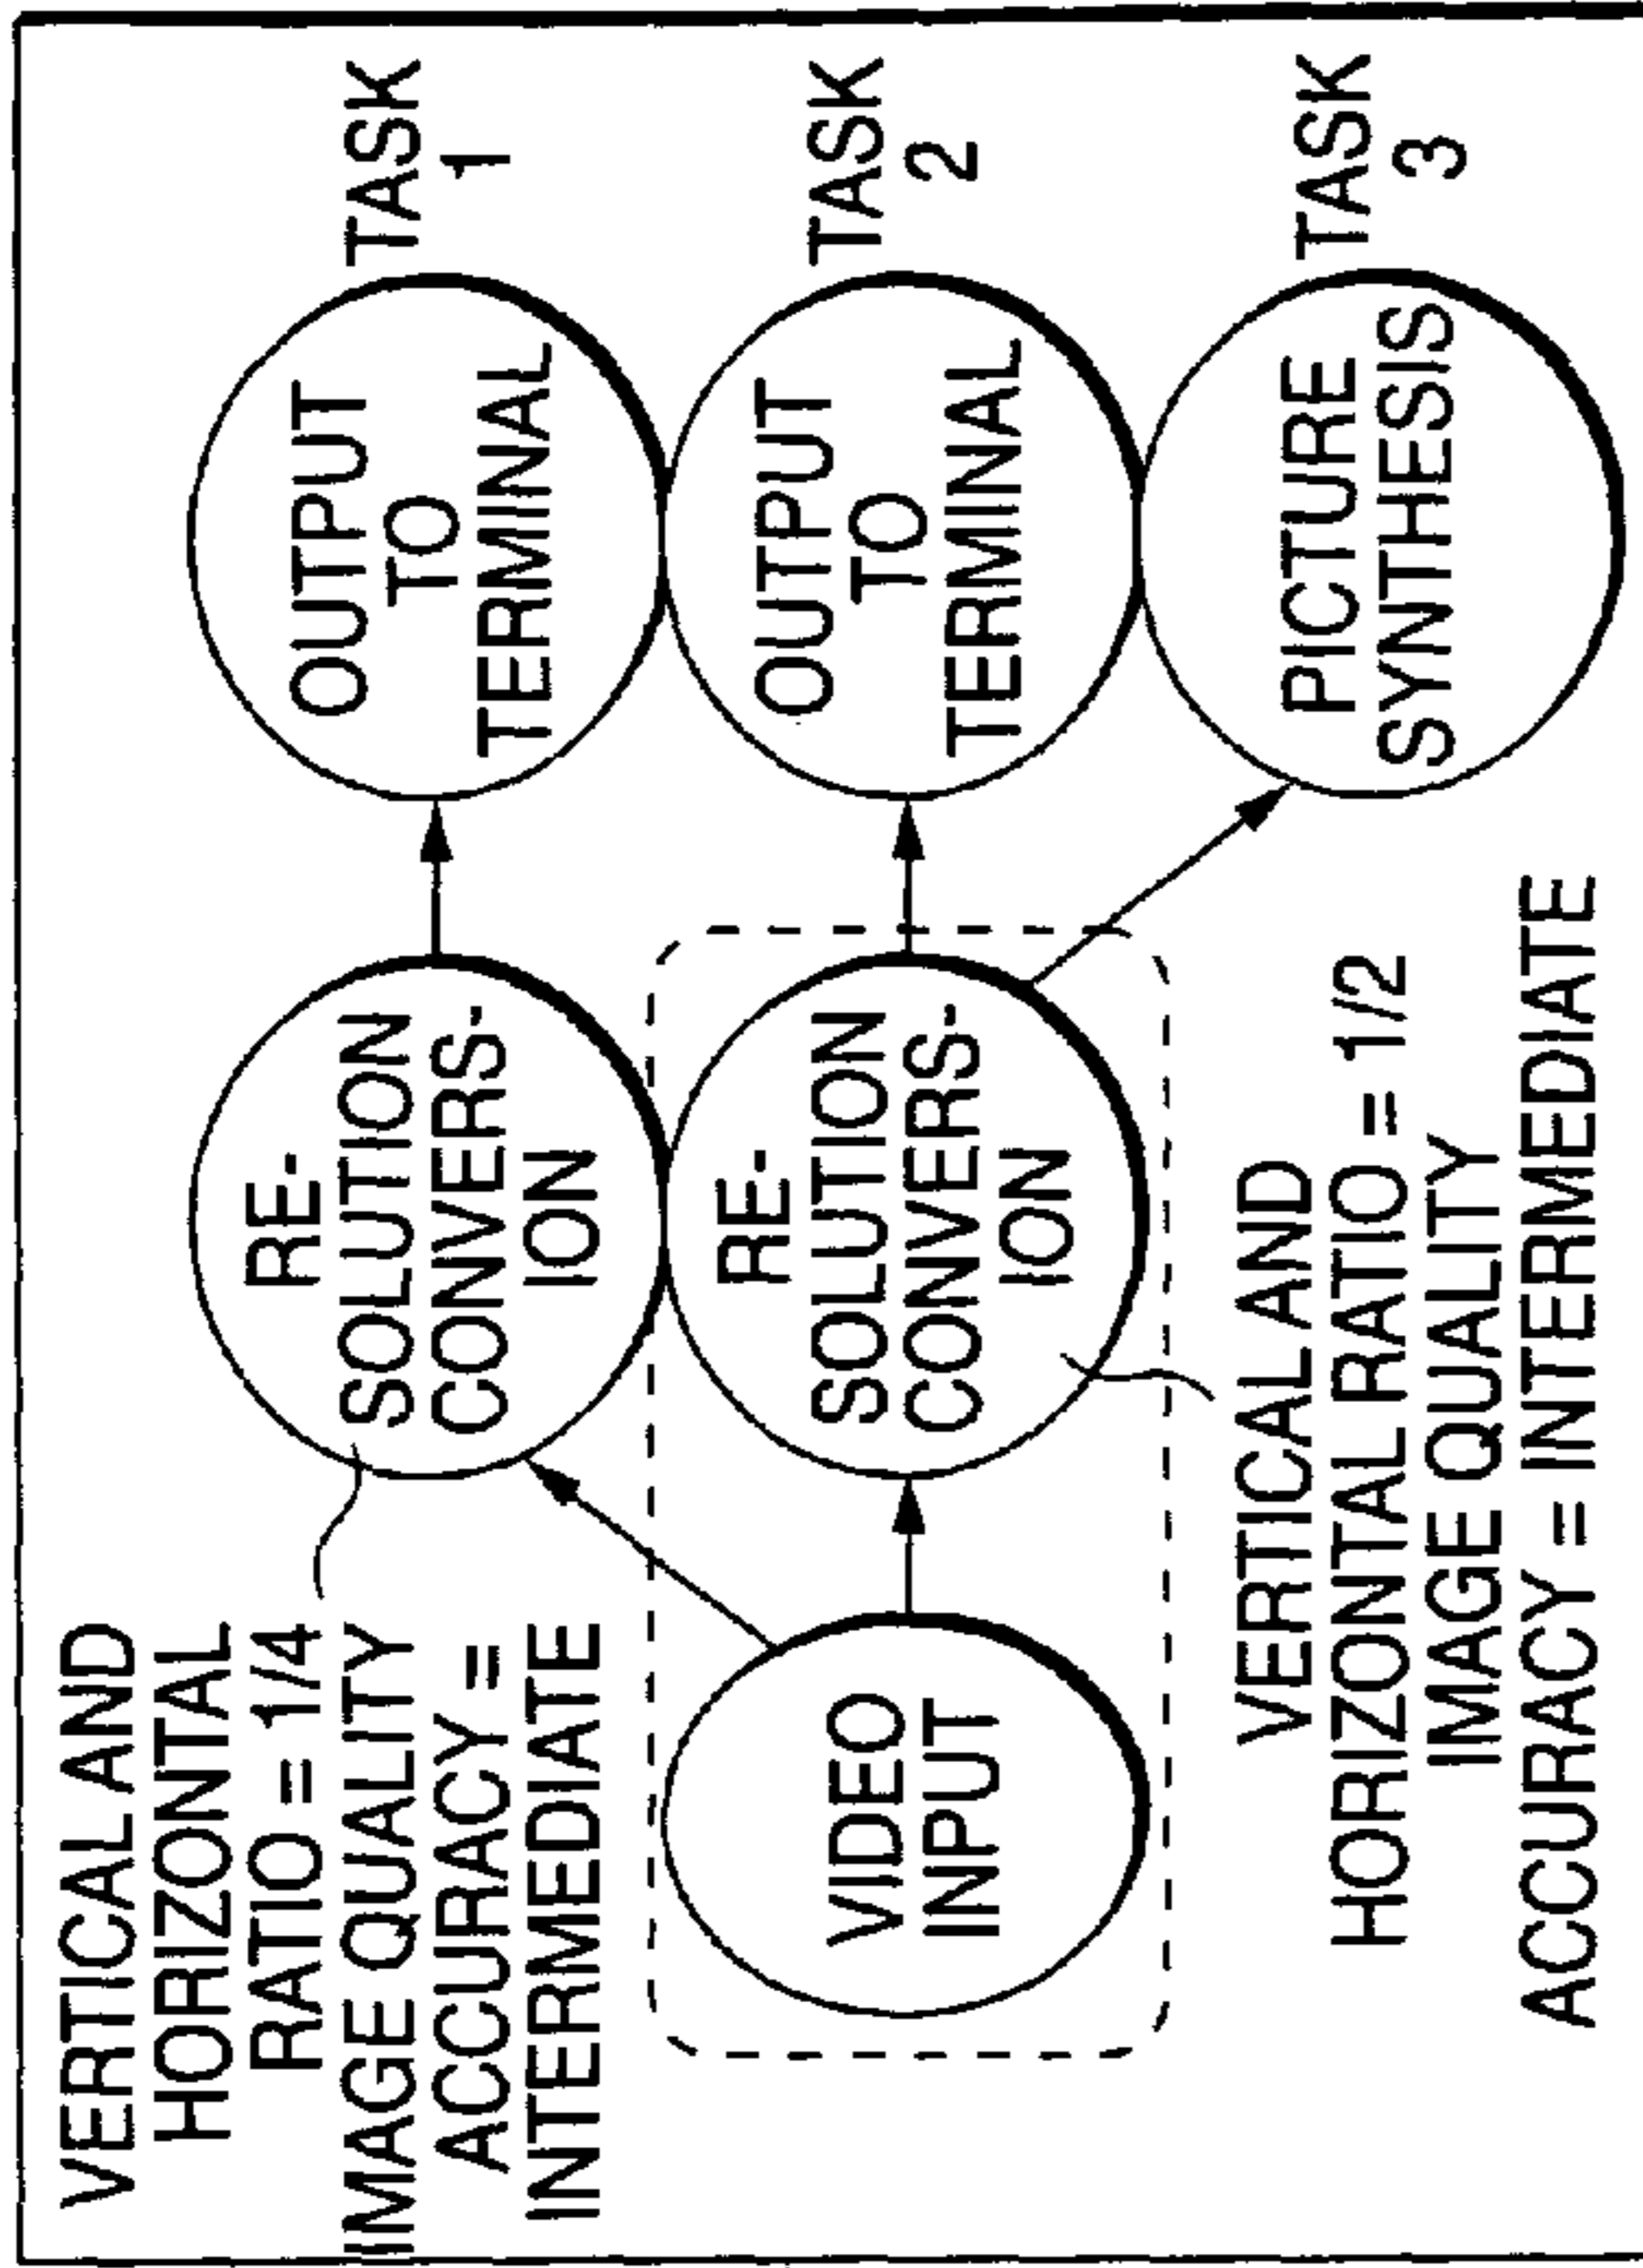 VERTICAL AND
HORIZONTAL
RATIO = 1/4
IMAGE QUALITY
ACCURACY =
INTERMEDIATE
RE-
SOLUTION
CONVERS-
ION
OUTPUT
TO
TERMINAL
TASK
1
VIDEO
INPUT
RE-
SOLUTION
CONVERS-
ION
OUTPUT
TO
TERMINAL
TASK
2
PICTURE
SYNTHESIS
TASK
3
VERTICAL AND
HORIZONTAL RATIO = 1/2
IMAGE QUALITY
ACCURACY = INTERMEDIATE